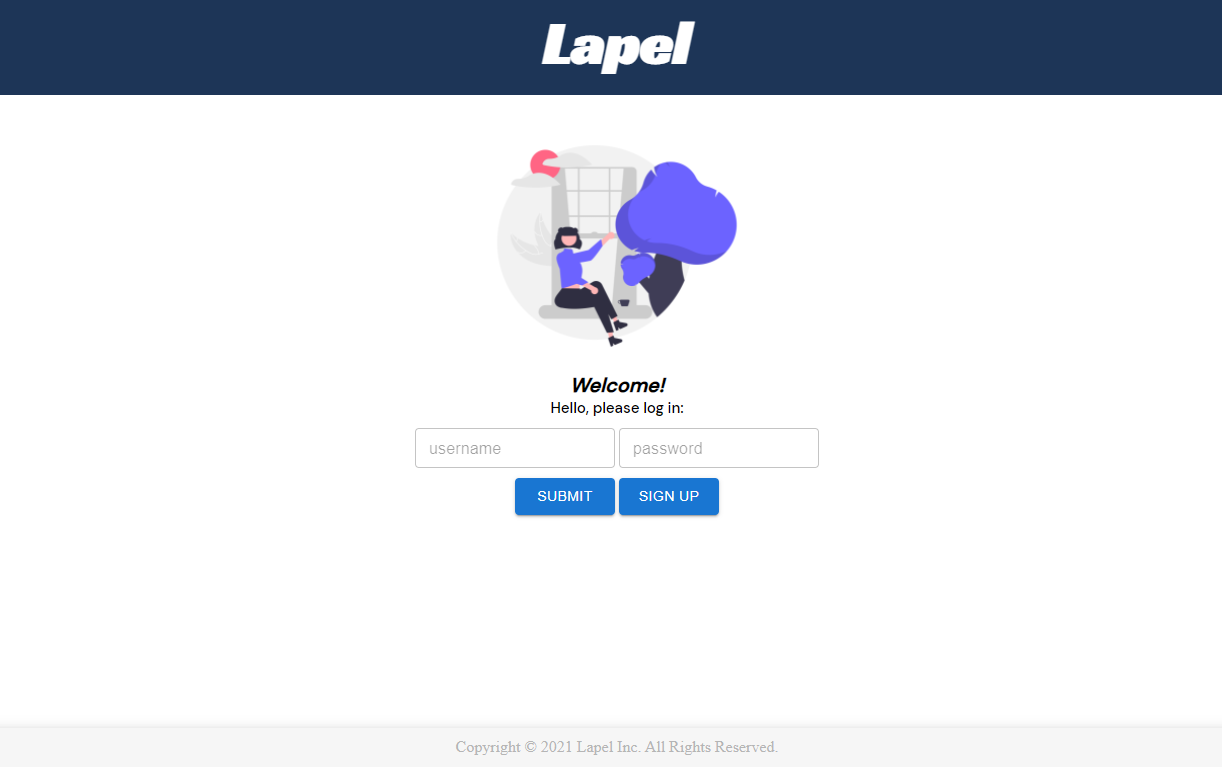 Lapel
Welcome!
Hello, please log in:
username password
SUBMIT SIGN UP
Copyright © 2021 Lapel Inc. All Rights Reserved.